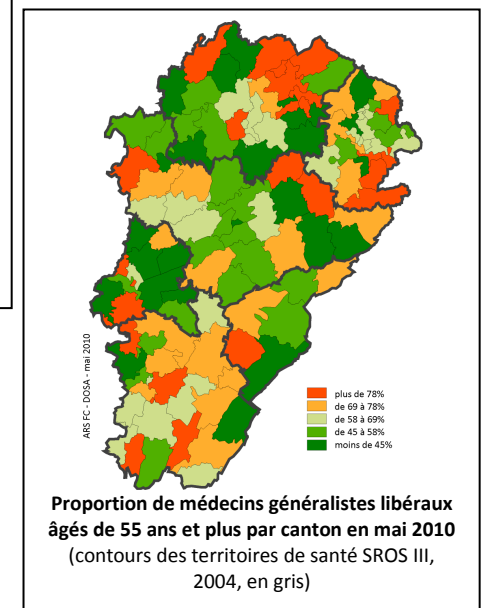 ARS FC - DOSA - mai 2010
plus de 78%
de 69 à 78%
de 58 à 69%
de 45 à 58%
moins de 45%
Proportion de médecins généralistes libéraux
âgés de 55 ans et plus par canton en mai 2010
(contours des territoires de santé SROS III,
2004, en gris)